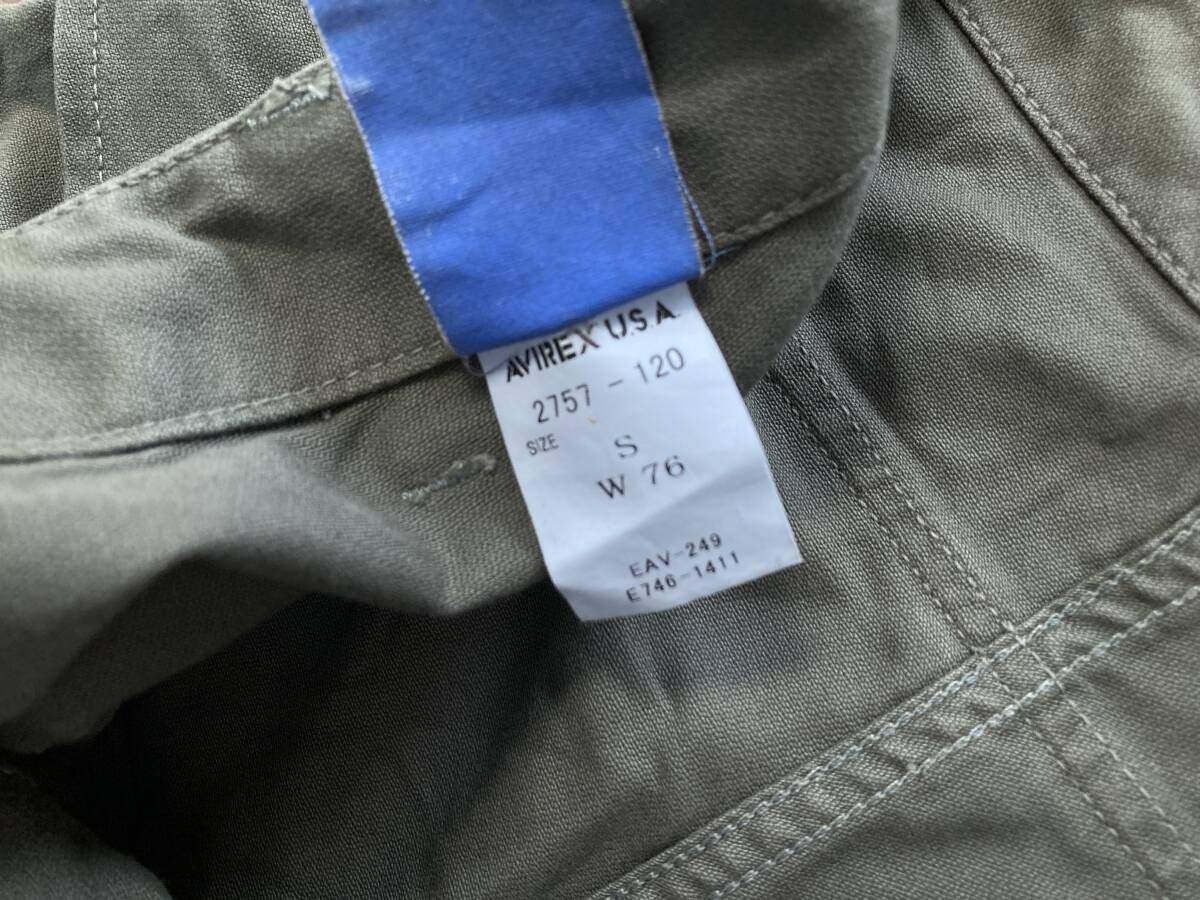 AVIREX U.S.A.
2757-120
SIZE
S
W 76
EAV-249
E746-1411